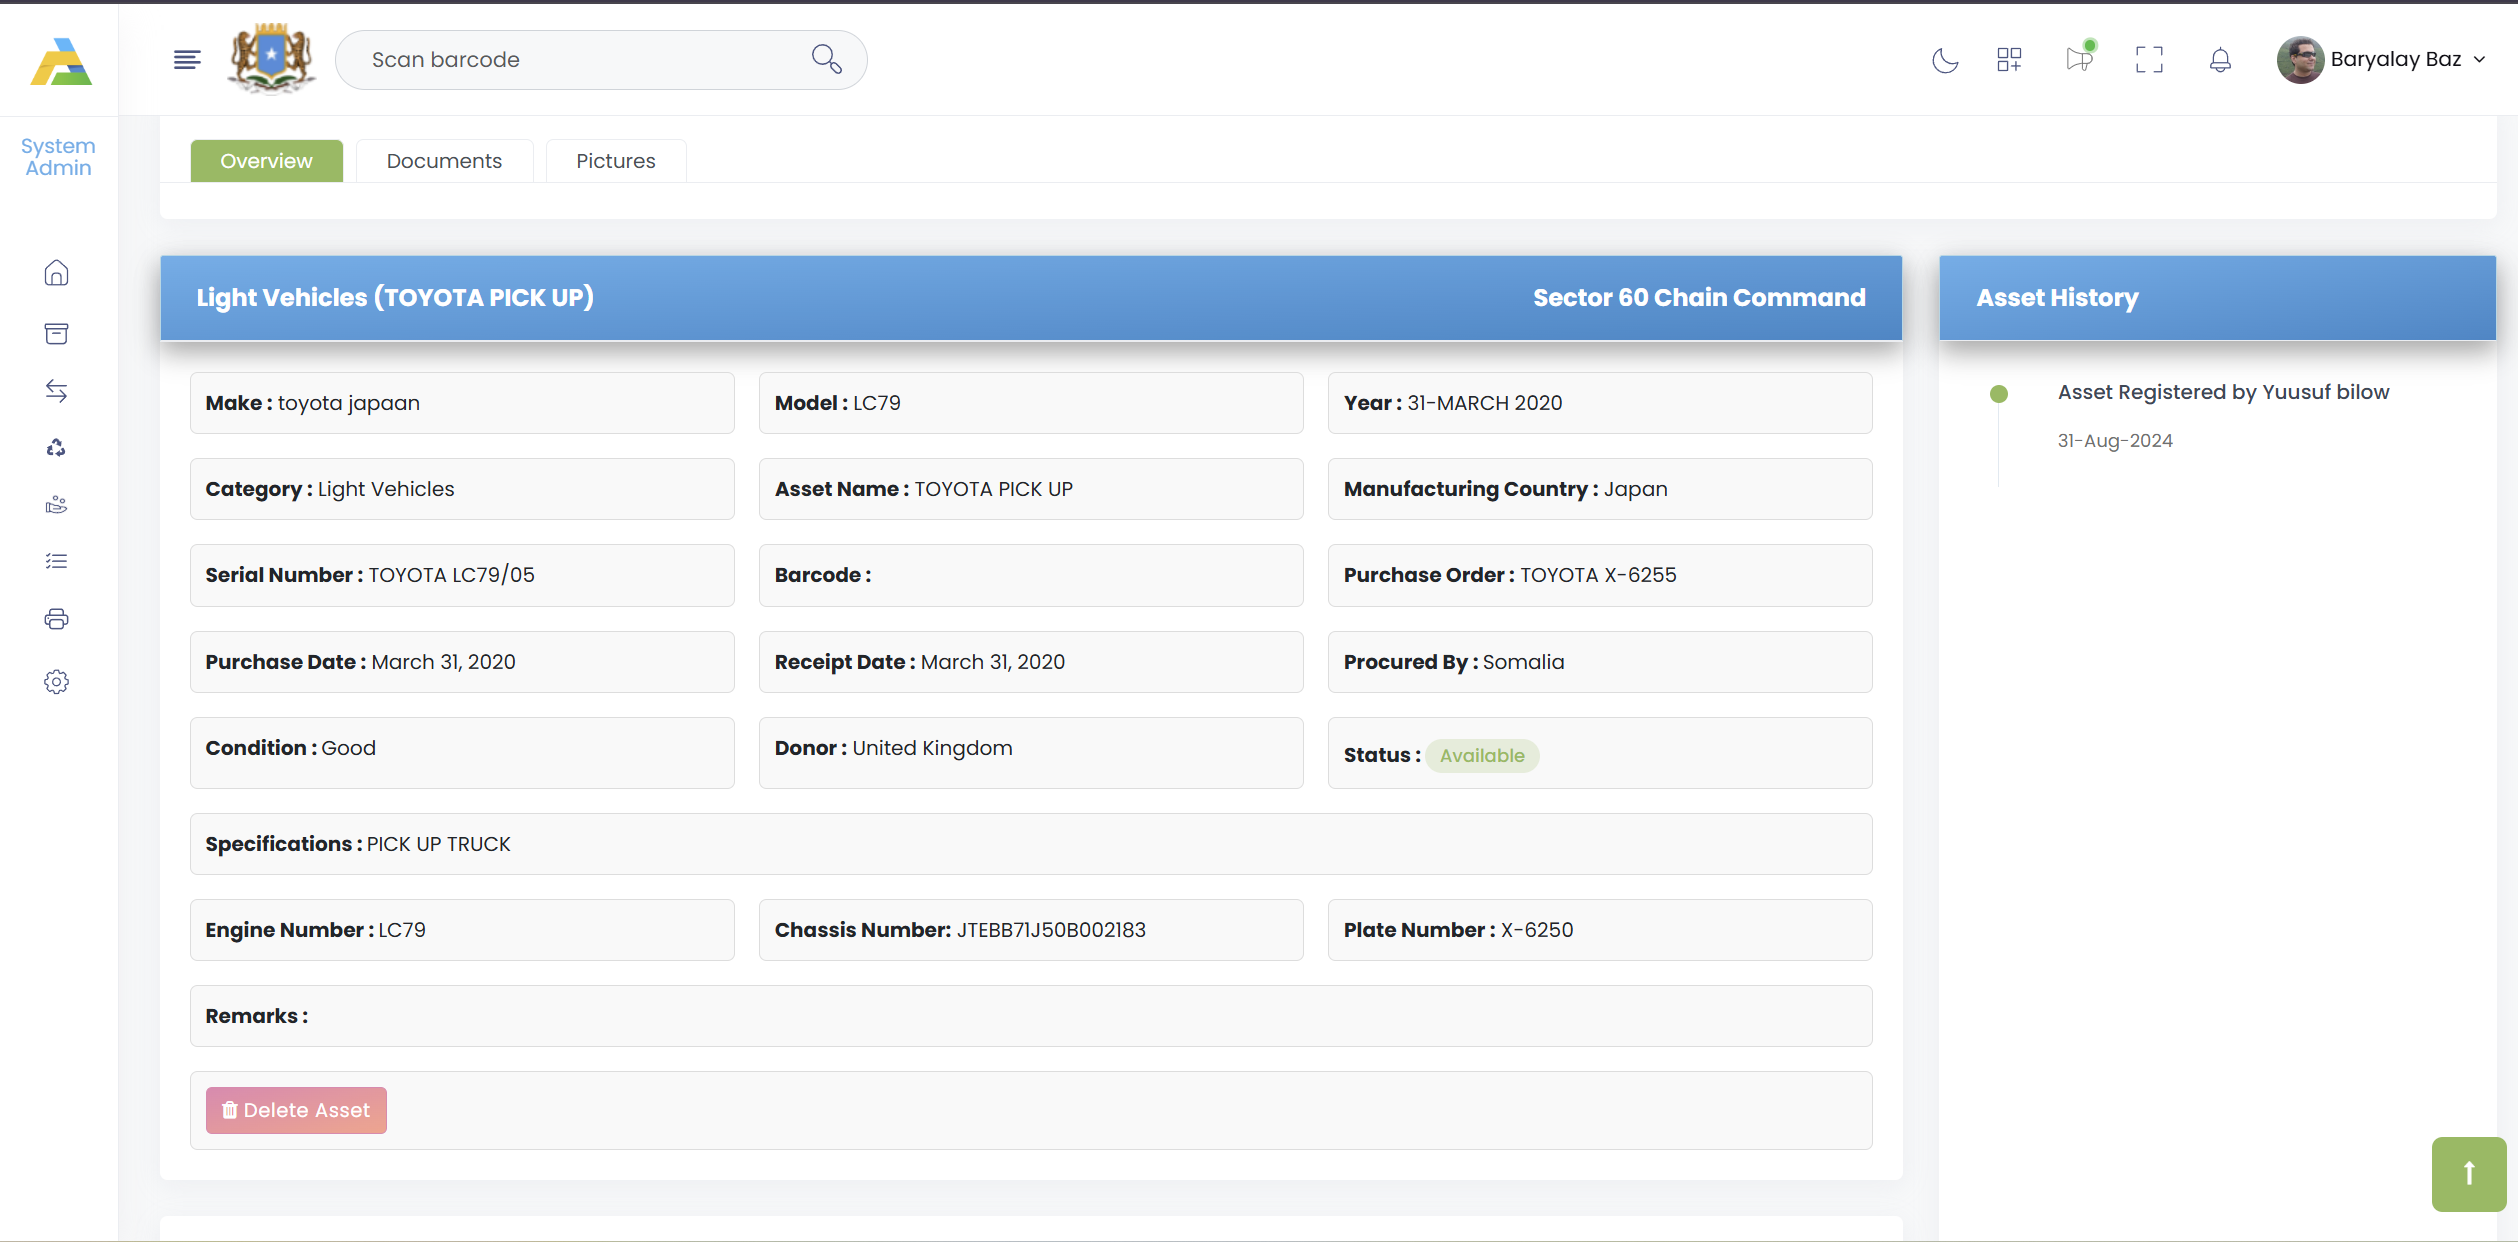 Scan barcode
Baryalay Baz
System
Admin
Overview
Documents
Pictures
Light Vehicles (TOYOTA PICK UP)
Sector 60 Chain Command
Asset History
Make : toyota japaan
Model : LC79
Year : 31-MARCH 2020
Asset Registered by Yuusuf bilow
31-Aug-2024
Category : Light Vehicles
Asset Name : TOYOTA PICK UP
Manufacturing Country : Japan
Serial Number : TOYOTA LC79/05
Barcode :
Purchase Order : TOYOTA X-6255
Purchase Date : March 31, 2020
Receipt Date : March 31, 2020
Procured By : Somalia
Condition : Good
Donor : United Kingdom
Status : Available
Specifications : PICK UP TRUCK
Engine Number : LC79
Chassis Number: JTEBB71J50B002183
Plate Number : X-6250
Remarks :
Delete Asset